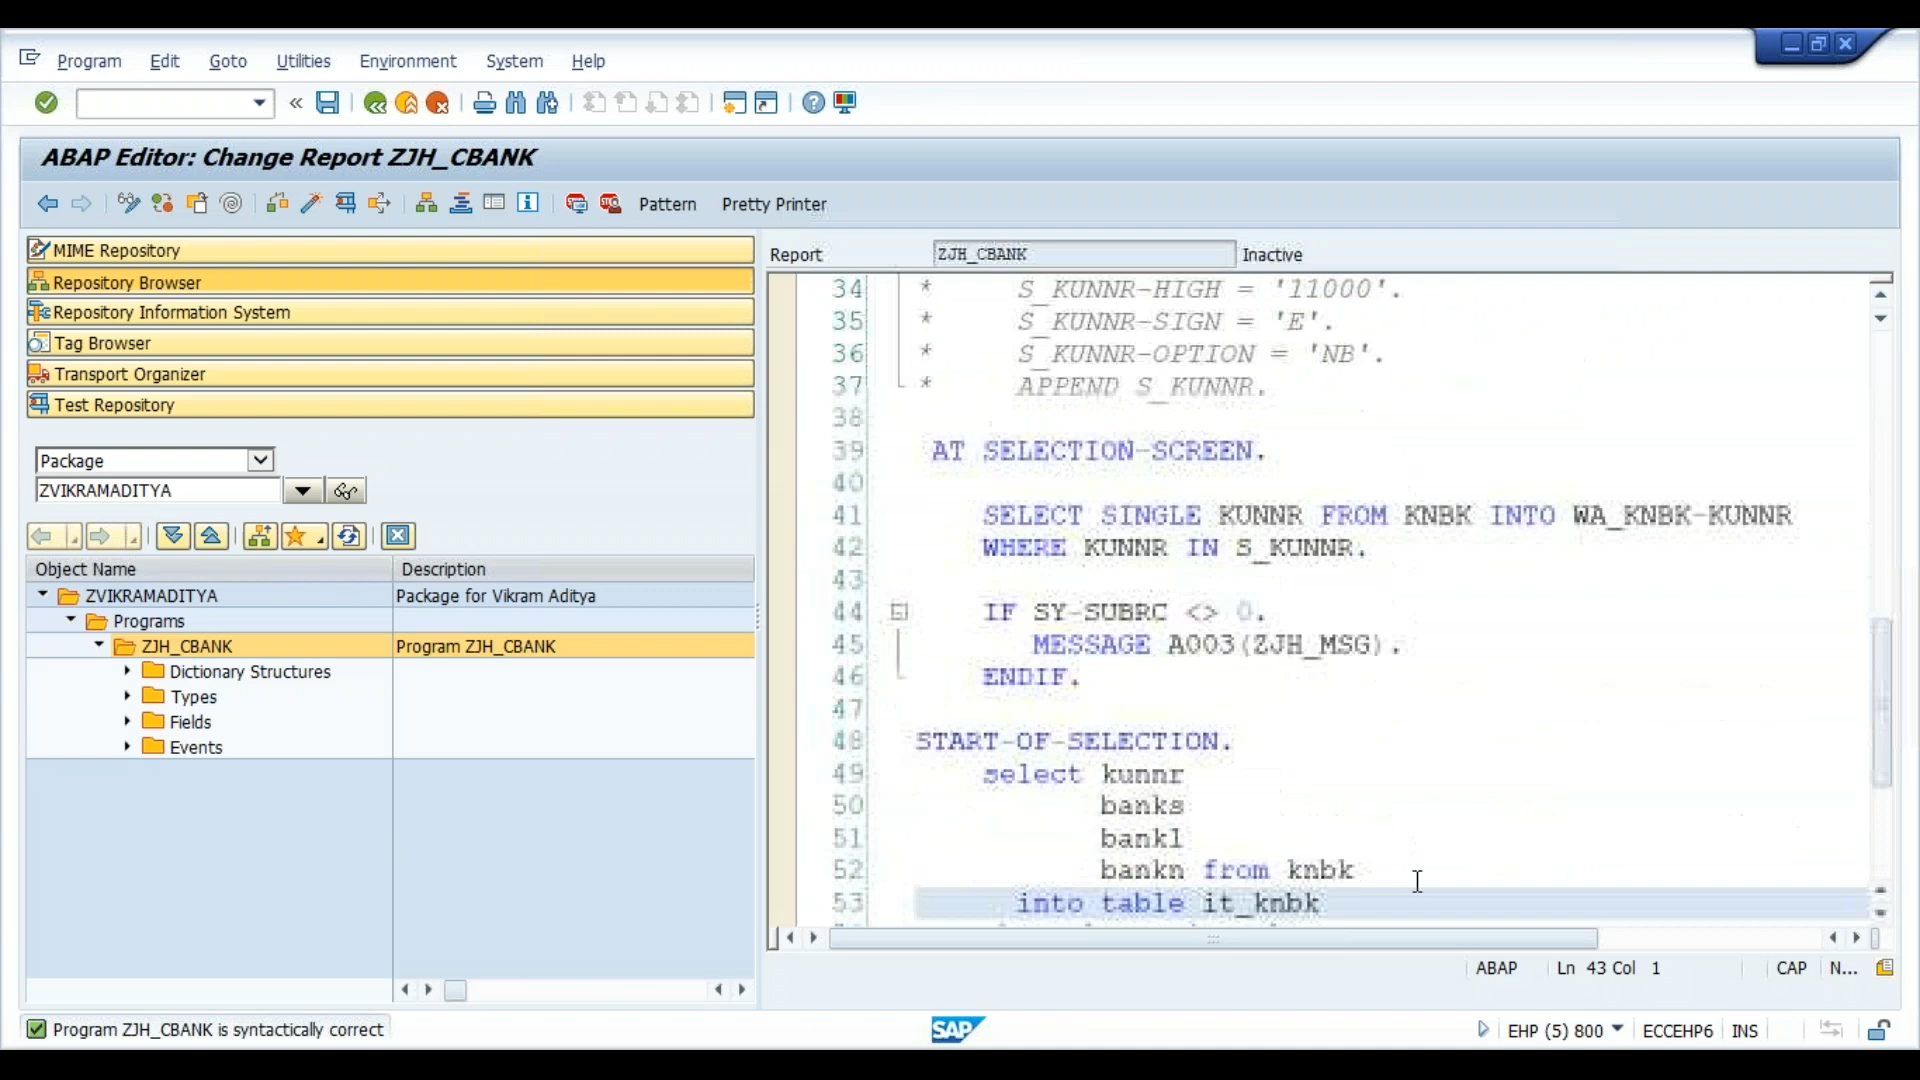 Program Edit Goto Utilities Environment System Help
ABAP Editor: Change Report ZJH_CBANK
Pattern Pretty Printer
MIME Repository
Repository Browser
Repository Information System
Tag Browser
Transport Organizer
Test Repository
Package
ZVIKRAMADITYA
Object Name Description
ZVIKRAMADITYA Package for Vikram Aditya
Programs
ZJH_CBANK Program ZJH_CBANK
Dictionary Structures
Types
Fields
Events
Report ZJH_CBANK Inactive
34 * S_KUNNR-HIGH = '11000'.
35 * S_KUNNR-SIGN = 'E'.
36 * S_KUNNR-OPTION = 'NB'.
37 * APPEND S_KUNNR.
38
39 AT SELECTION-SCREEN.
40
41 SELECT SINGLE KUNNR FROM KNBK INTO WA_KNBK-KUNNR
42 WHERE KUNNR IN S_KUNNR.
43
44 IF SY-SUBRC <> 0.
45 MESSAGE A003(ZJH_MSG).
46 ENDIF.
47
48 START-OF-SELECTION.
49 select kunnr
50 banks
51 bankl
52 bankn from knbk
53 into table it_knbk
ABAP Ln 43 Col 1 CAP N...
Program ZJH_CBANK is syntactically correct
SAP
EHP (5) 800 ECCEHP6 INS